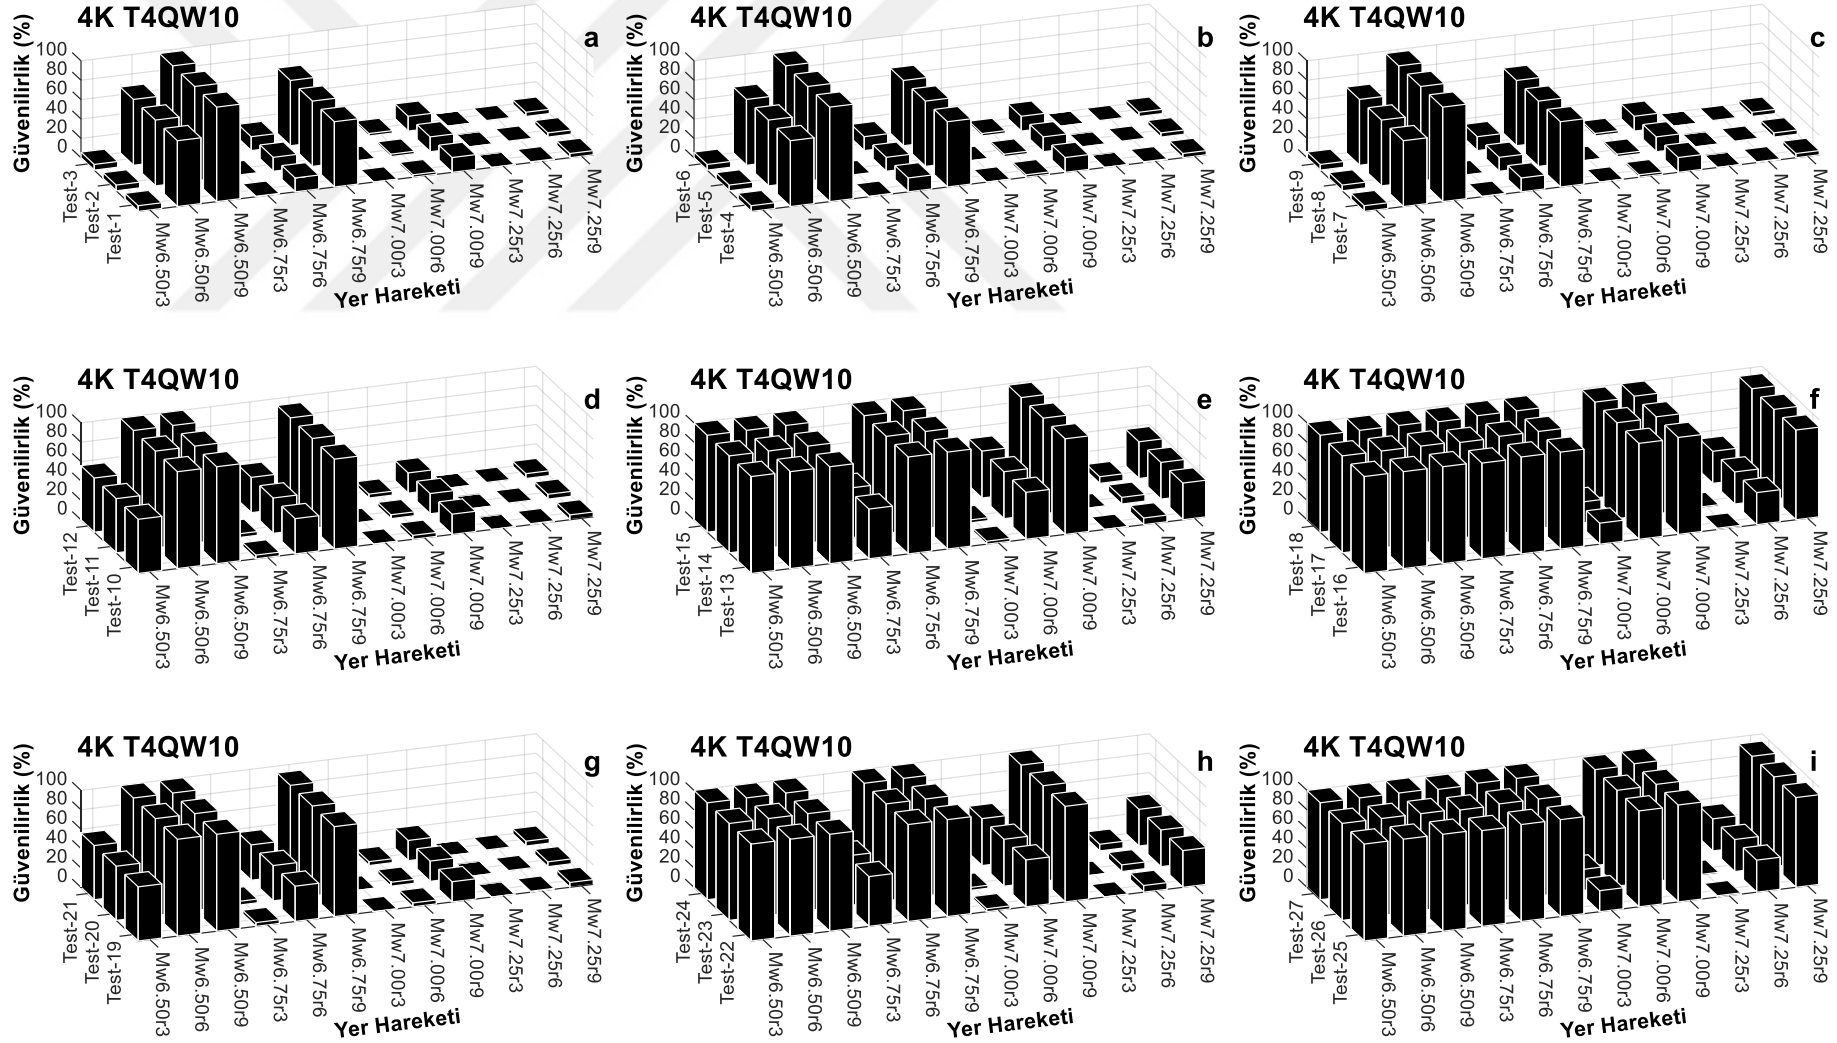 4K T4QW10
a
Güvenilirlik (%)
100
80
60
40
20
0
Test-3
Test-2
Test-1
Mw6.50r3
Mw6.50r6
Mw6.50r9
Mw6.75r3
Mw6.75r6
Mw6.75r9
Mw7.00r3
Mw7.00r6
Mw7.00r9
Mw7.25r3
Mw7.25r6
Mw7.25r9
Yer Hareketi
4K T4QW10
b
Güvenilirlik (%)
100
80
60
40
20
0
Test-6
Test-5
Test-4
Mw6.50r3
Mw6.50r6
Mw6.50r9
Mw6.75r3
Mw6.75r6
Mw6.75r9
Mw7.00r3
Mw7.00r6
Mw7.00r9
Mw7.25r3
Mw7.25r6
Mw7.25r9
Yer Hareketi
4K T4QW10
c
Güvenilirlik (%)
100
80
60
40
20
0
Test-9
Test-8
Test-7
Mw6.50r3
Mw6.50r6
Mw6.50r9
Mw6.75r3
Mw6.75r6
Mw6.75r9
Mw7.00r3
Mw7.00r6
Mw7.00r9
Mw7.25r3
Mw7.25r6
Mw7.25r9
Yer Hareketi
4K T4QW10
d
Güvenilirlik (%)
100
80
60
40
20
0
Test-12
Test-11
Test-10
Mw6.50r3
Mw6.50r6
Mw6.50r9
Mw6.75r3
Mw6.75r6
Mw6.75r9
Mw7.00r3
Mw7.00r6
Mw7.00r9
Mw7.25r3
Mw7.25r6
Mw7.25r9
Yer Hareketi
4K T4QW10
e
Güvenilirlik (%)
100
80
60
40
20
0
Test-15
Test-14
Test-13
Mw6.50r3
Mw6.50r6
Mw6.50r9
Mw6.75r3
Mw6.75r6
Mw6.75r9
Mw7.00r3
Mw7.00r6
Mw7.00r9
Mw7.25r3
Mw7.25r6
Mw7.25r9
Yer Hareketi
4K T4QW10
f
Güvenilirlik (%)
100
80
60
40
20
0
Test-18
Test-17
Test-16
Mw6.50r3
Mw6.50r6
Mw6.50r9
Mw6.75r3
Mw6.75r6
Mw6.75r9
Mw7.00r3
Mw7.00r6
Mw7.00r9
Mw7.25r3
Mw7.25r6
Mw7.25r9
Yer Hareketi
4K T4QW10
g
Güvenilirlik (%)
100
80
60
40
20
0
Test-21
Test-20
Test-19
Mw6.50r3
Mw6.50r6
Mw6.50r9
Mw6.75r3
Mw6.75r6
Mw6.75r9
Mw7.00r3
Mw7.00r6
Mw7.00r9
Mw7.25r3
Mw7.25r6
Mw7.25r9
Yer Hareketi
4K T4QW10
h
Güvenilirlik (%)
100
80
60
40
20
0
Test-24
Test-23
Test-22
Mw6.50r3
Mw6.50r6
Mw6.50r9
Mw6.75r3
Mw6.75r6
Mw6.75r9
Mw7.00r3
Mw7.00r6
Mw7.00r9
Mw7.25r3
Mw7.25r6
Mw7.25r9
Yer Hareketi
4K T4QW10
i
Güvenilirlik (%)
100
80
60
40
20
0
Test-27
Test-26
Test-25
Mw6.50r3
Mw6.50r6
Mw6.50r9
Mw6.75r3
Mw6.75r6
Mw6.75r9
Mw7.00r3
Mw7.00r6
Mw7.00r9
Mw7.25r3
Mw7.25r6
Mw7.25r9
Yer Hareketi